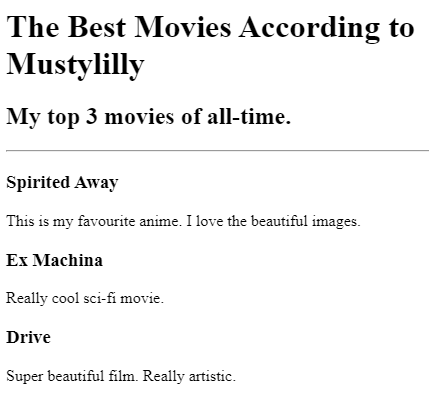 The Best Movies According to
Mustylilly
My top 3 movies of all-time.
Spirited Away
This is my favourite anime. I love the beautiful images.
Ex Machina
Really cool sci-fi movie.
Drive
Super beautiful film. Really artistic.